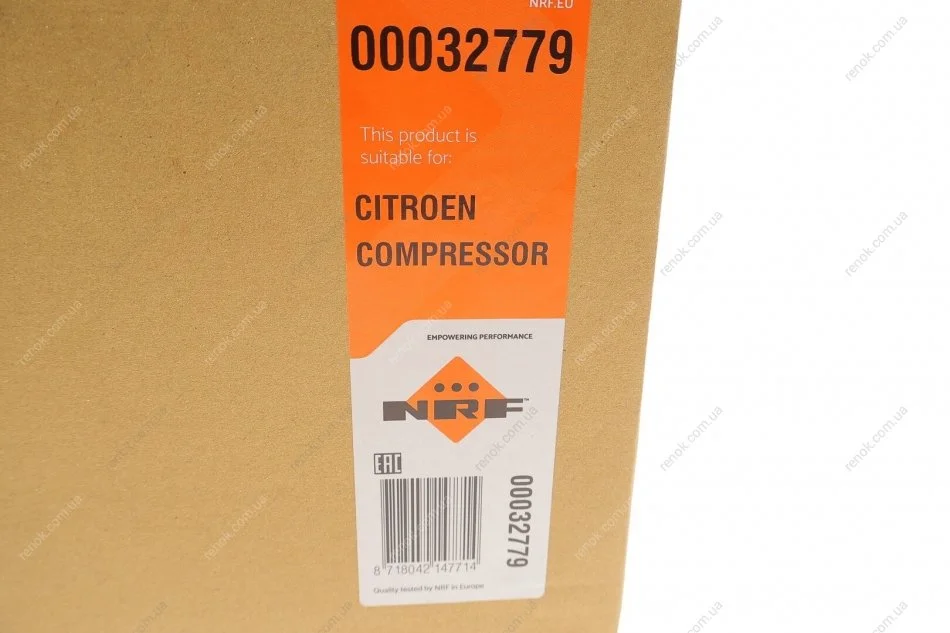 NRF.EU
00032779
This product is
suitable for:
CITROEN
COMPRESSOR
EMPOWERING PERFORMANCE
NRF™
EAC
00032779
8 718042 147714
Quality tested by NRF in Europe
renok.com.ua